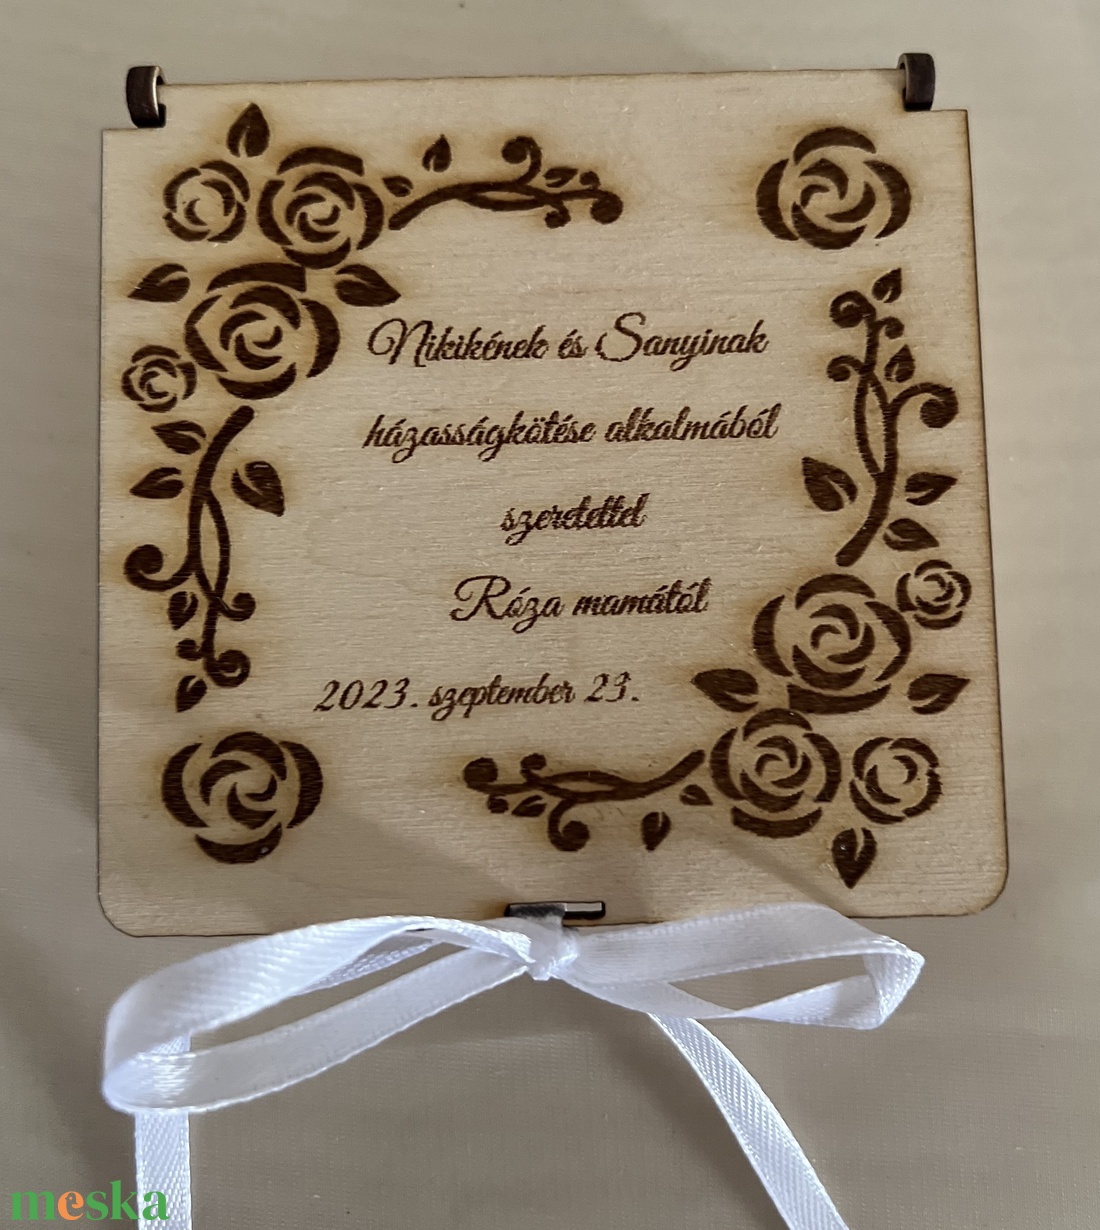 Nikikének és Sanyinak
házasságkötése alkalmából
szeretettel
Róza mamától
2023. szeptember 23.
meska